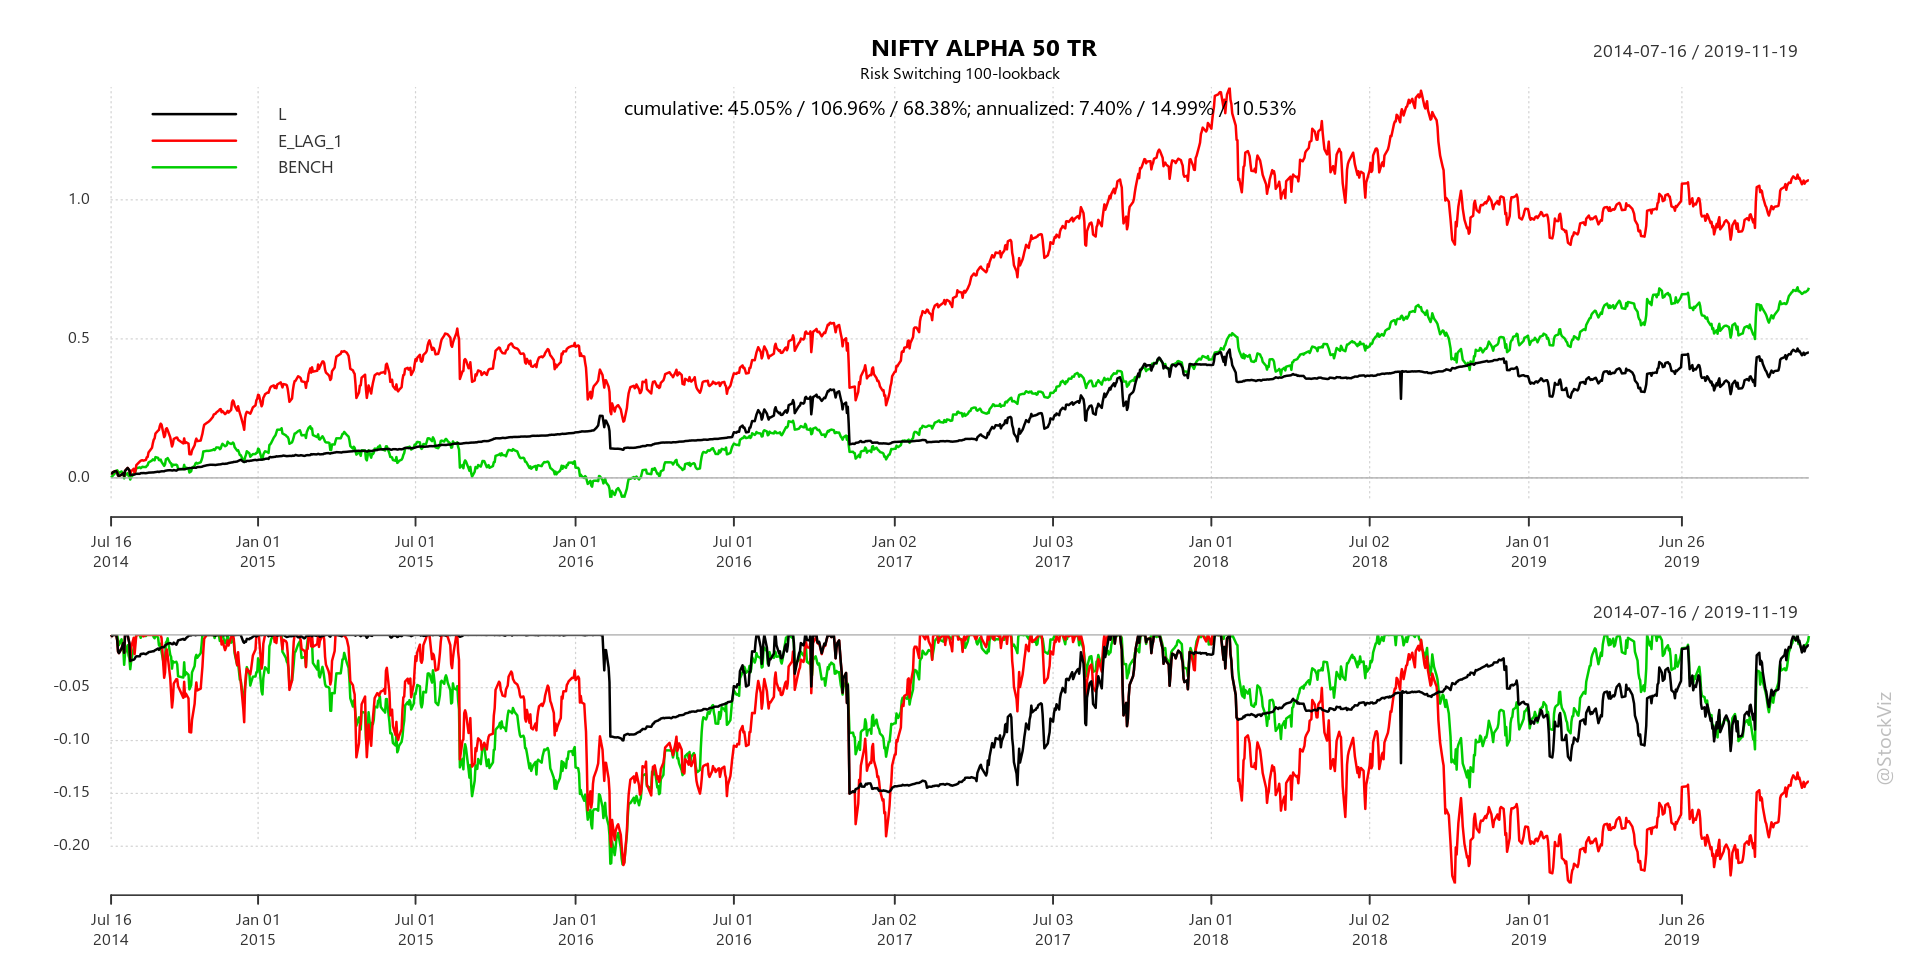 NIFTY ALPHA 50 TR
2014-07-16 / 2019-11-19
Risk Switching 100-lookback
cumulative: 45.05% / 106.96% / 68.38%; annualized: 7.40% / 14.99% / 10.53%
L
E_LAG_1
BENCH
1.0
0.5
0.0
Jul 16 Jan 01 Jul 01 Jan 01 Jul 01 Jan 02 Jul 03 Jan 01 Jul 02 Jan 01 Jun 26
2014 2015 2015 2016 2016 2017 2017 2018 2018 2019 2019
2014-07-16 / 2019-11-19
-0.05
-0.10
-0.15
-0.20
@StockViz
Jul 16 Jan 01 Jul 01 Jan 01 Jul 01 Jan 02 Jul 03 Jan 01 Jul 02 Jan 01 Jun 26
2014 2015 2015 2016 2016 2017 2017 2018 2018 2019 2019